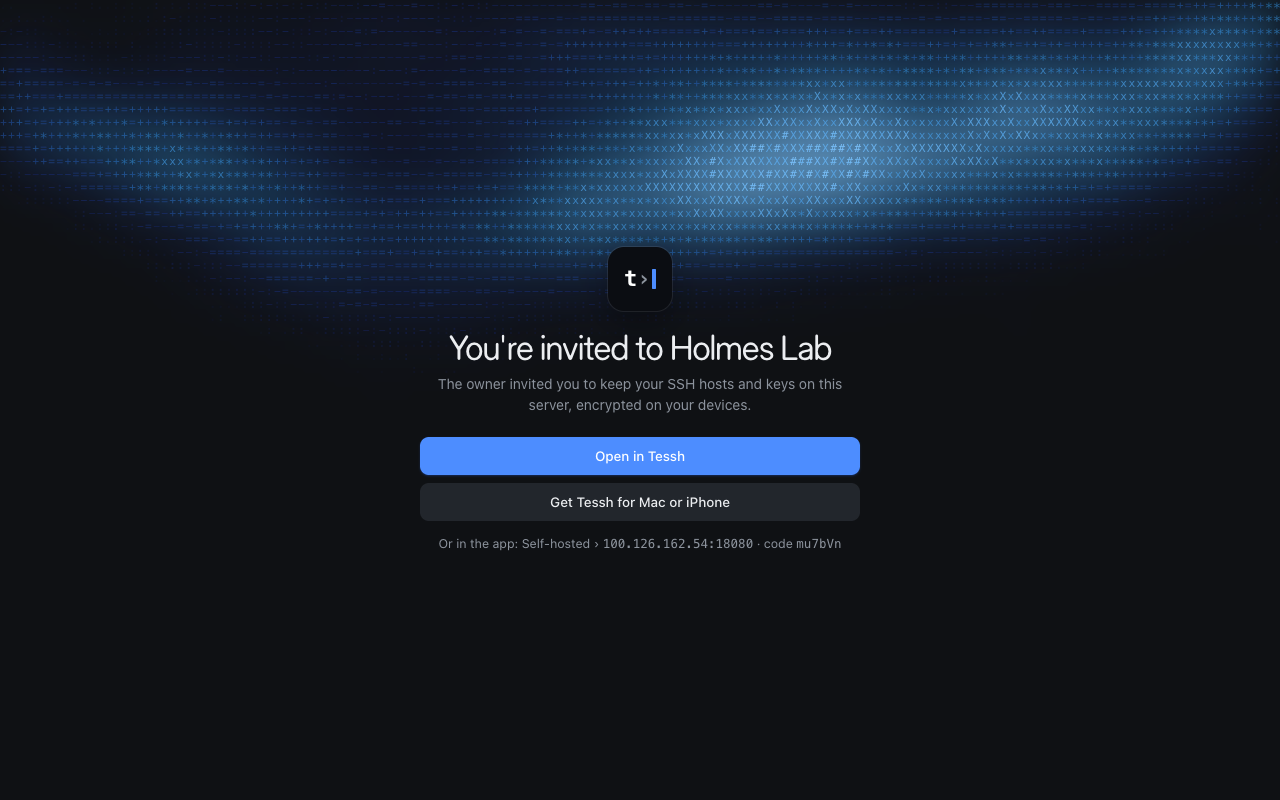 t›
You're invited to Holmes Lab
The owner invited you to keep your SSH hosts and keys on this
server, encrypted on your devices.
Open in Tessh
Get Tessh for Mac or iPhone
Or in the app: Self-hosted › 100.126.162.54:18080 · code mu7bVn